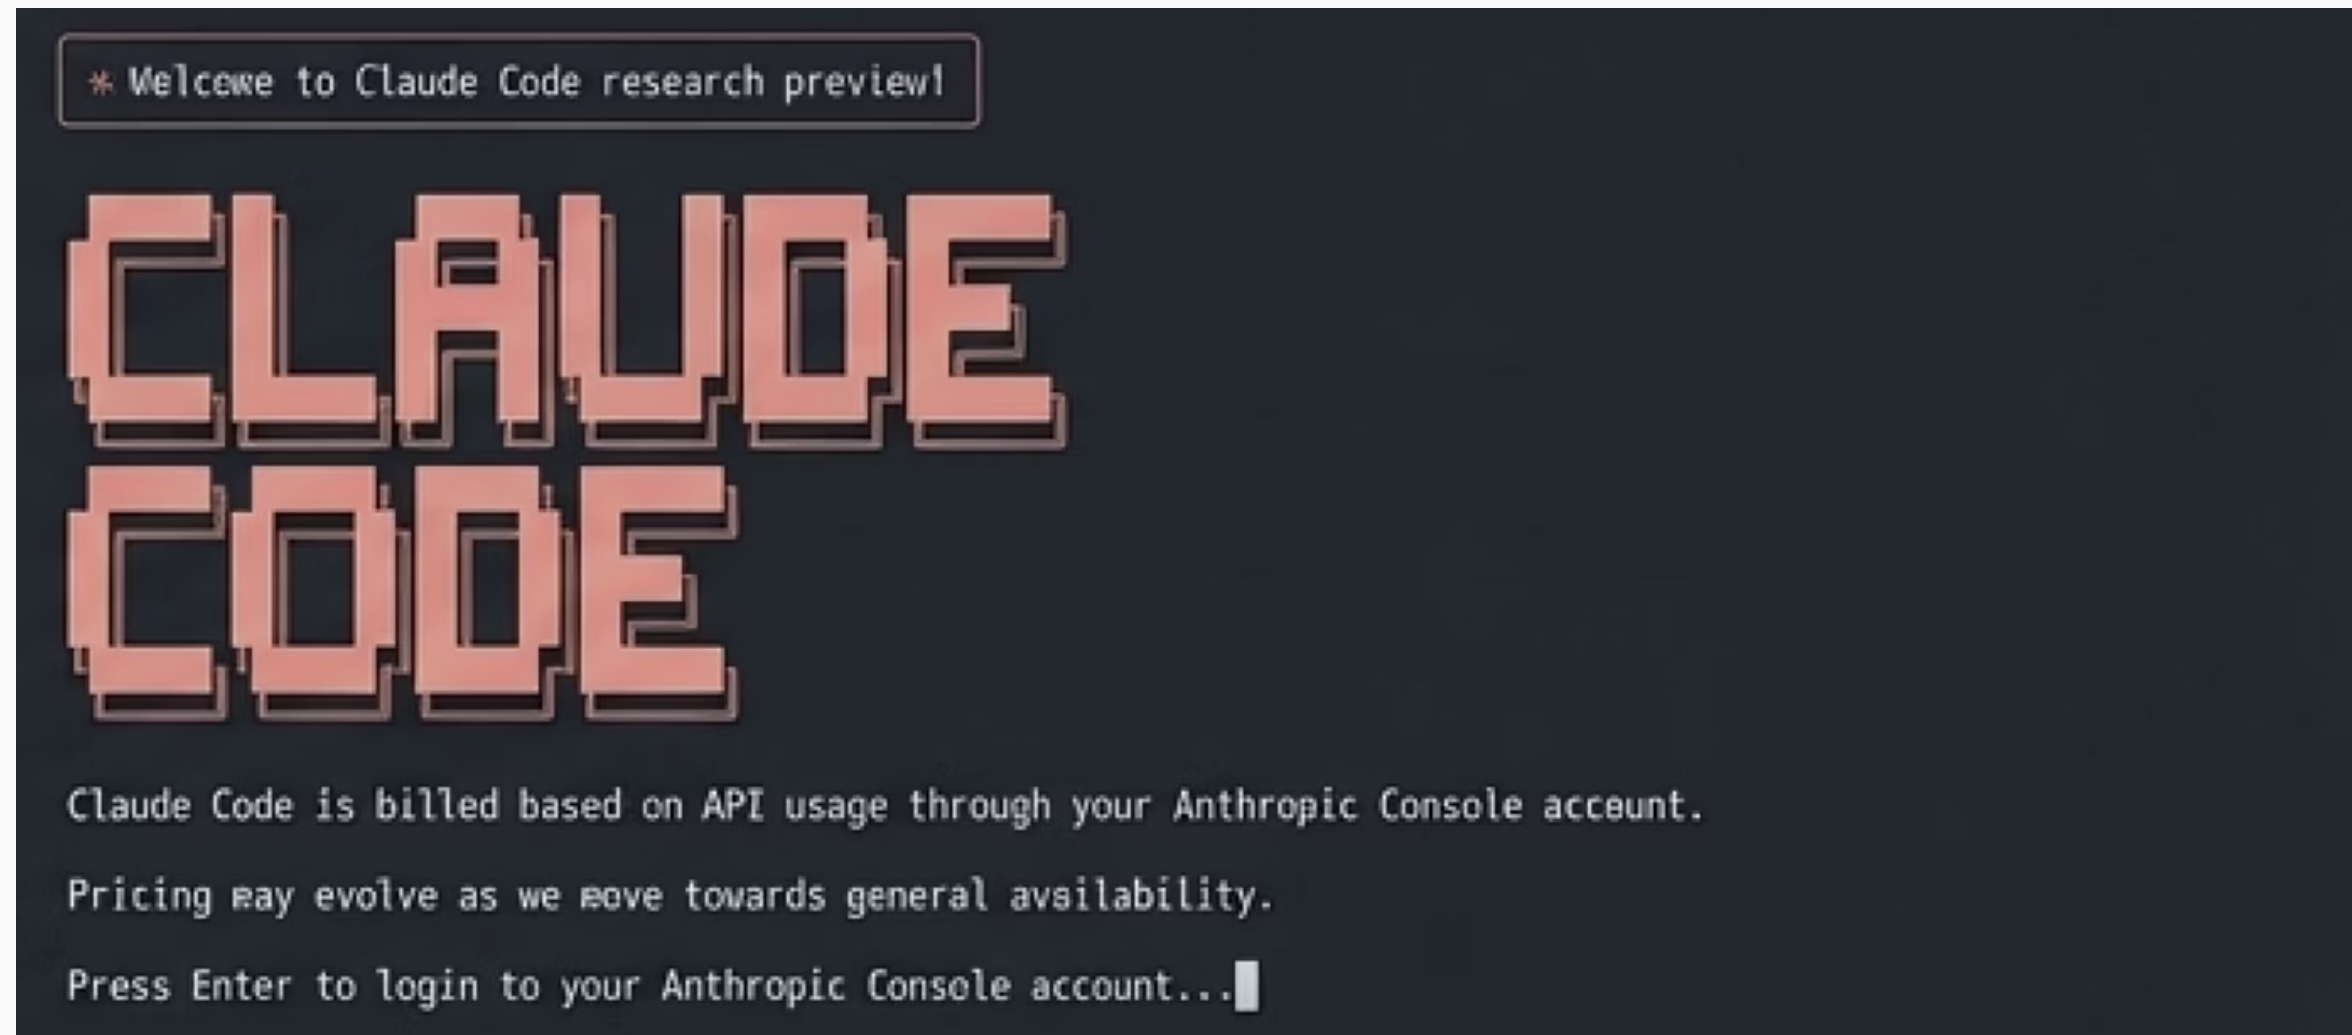 * Welcome to Claude Code research preview!
CLAUDE
CODE
Claude Code is billed based on API usage through your Anthropic Console account.
Pricing may evolve as we move towards general availability.
Press Enter to login to your Anthropic Console account...